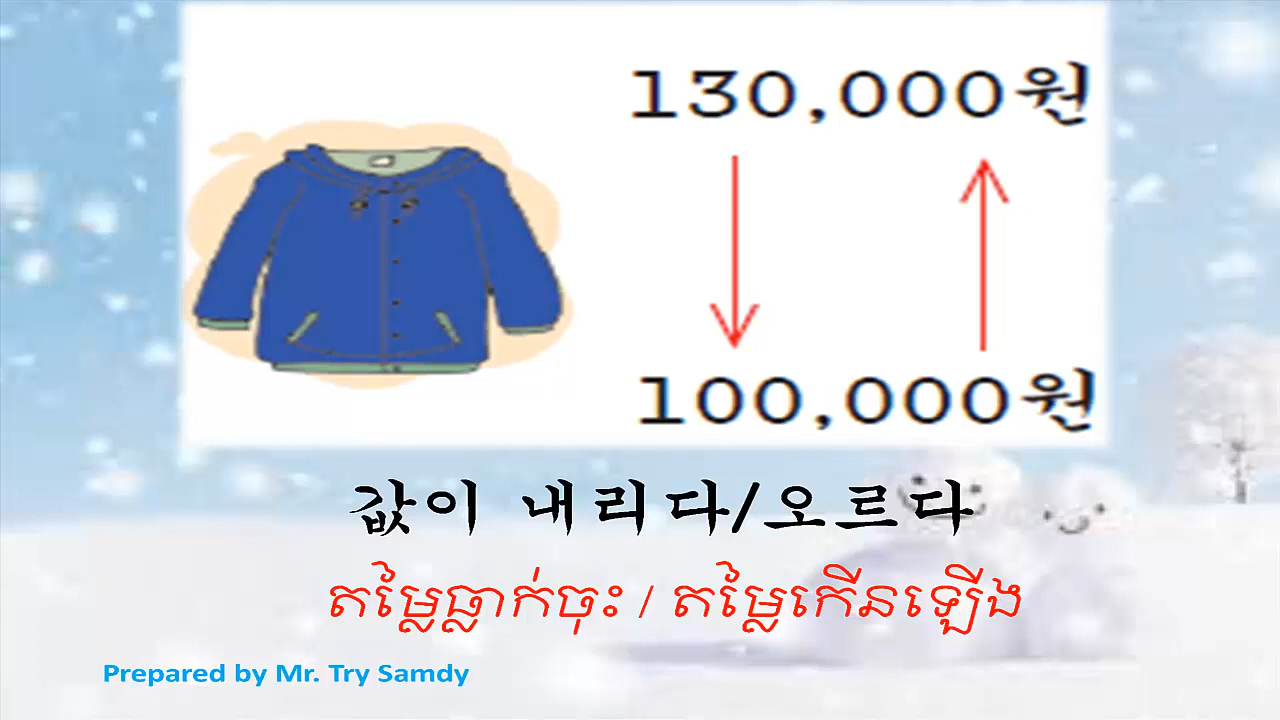 130,000원
100,000원
값이 내리다/오르다
តម្លៃធ្លាក់ចុះ / តម្លៃកើនឡើង
Prepared by Mr. Try Samdy